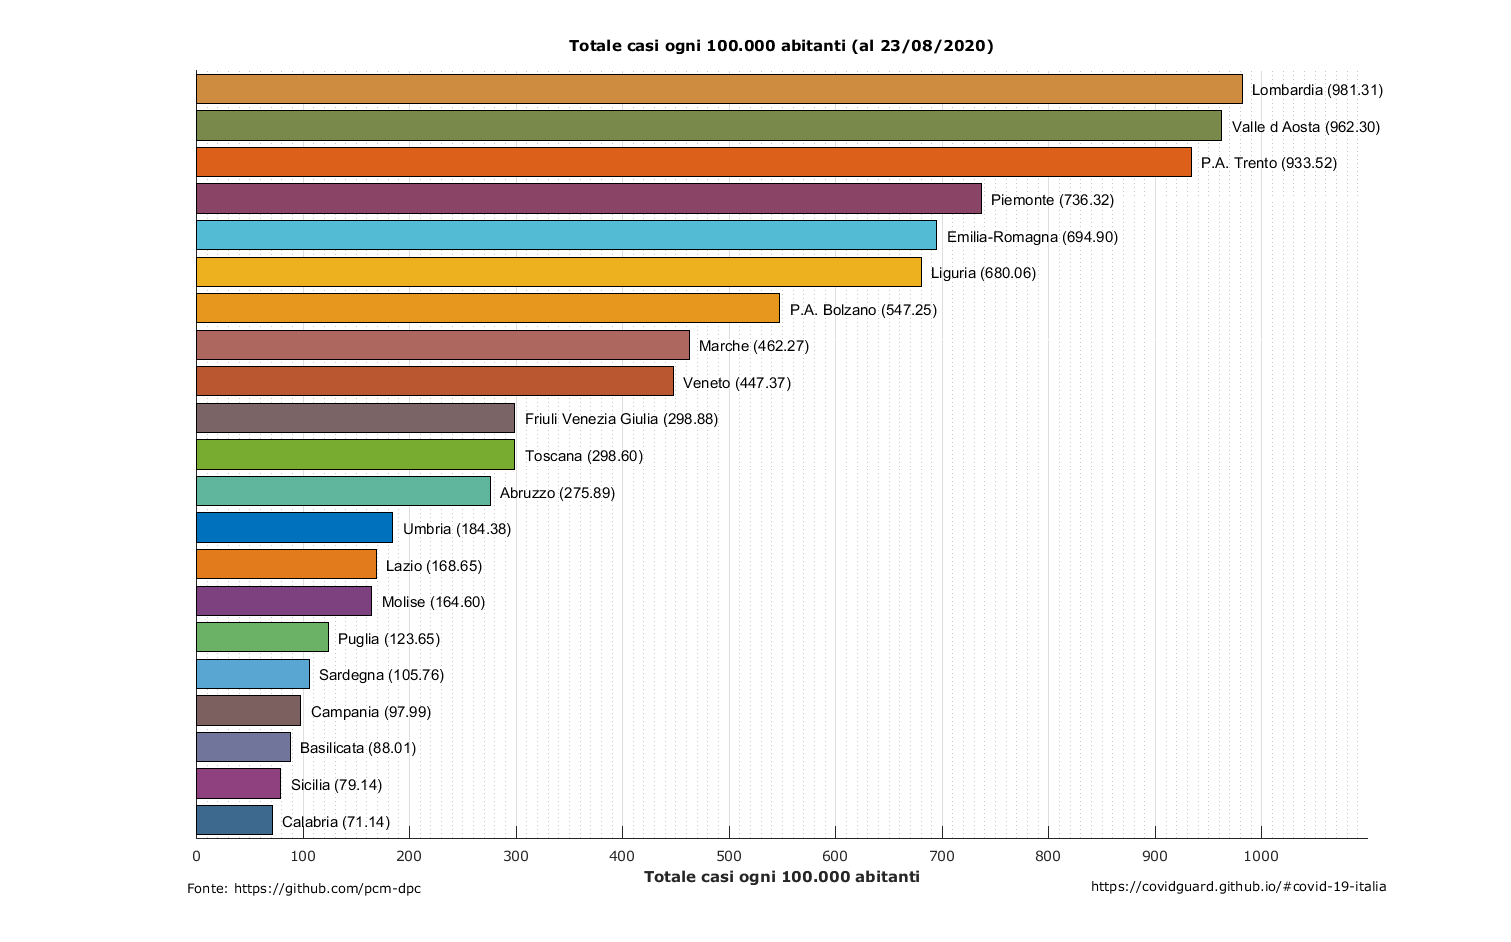 Totale casi ogni 100.000 abitanti (al 23/08/2020)
Lombardia (981.31)
Valle d Aosta (962.30)
P.A. Trento (933.52)
Piemonte (736.32)
Emilia-Romagna (694.90)
Liguria (680.06)
P.A. Bolzano (547.25)
Marche (462.27)
Veneto (447.37)
Friuli Venezia Giulia (298.88)
Toscana (298.60)
Abruzzo (275.89)
Umbria (184.38)
Lazio (168.65)
Molise (164.60)
Puglia (123.65)
Sardegna (105.76)
Campania (97.99)
Basilicata (88.01)
Sicilia (79.14)
Calabria (71.14)
0 100 200 300 400 500 600 700 800 900 1000
Totale casi ogni 100.000 abitanti
Fonte: https://github.com/pcm-dpc
https://covidguard.github.io/#covid-19-italia